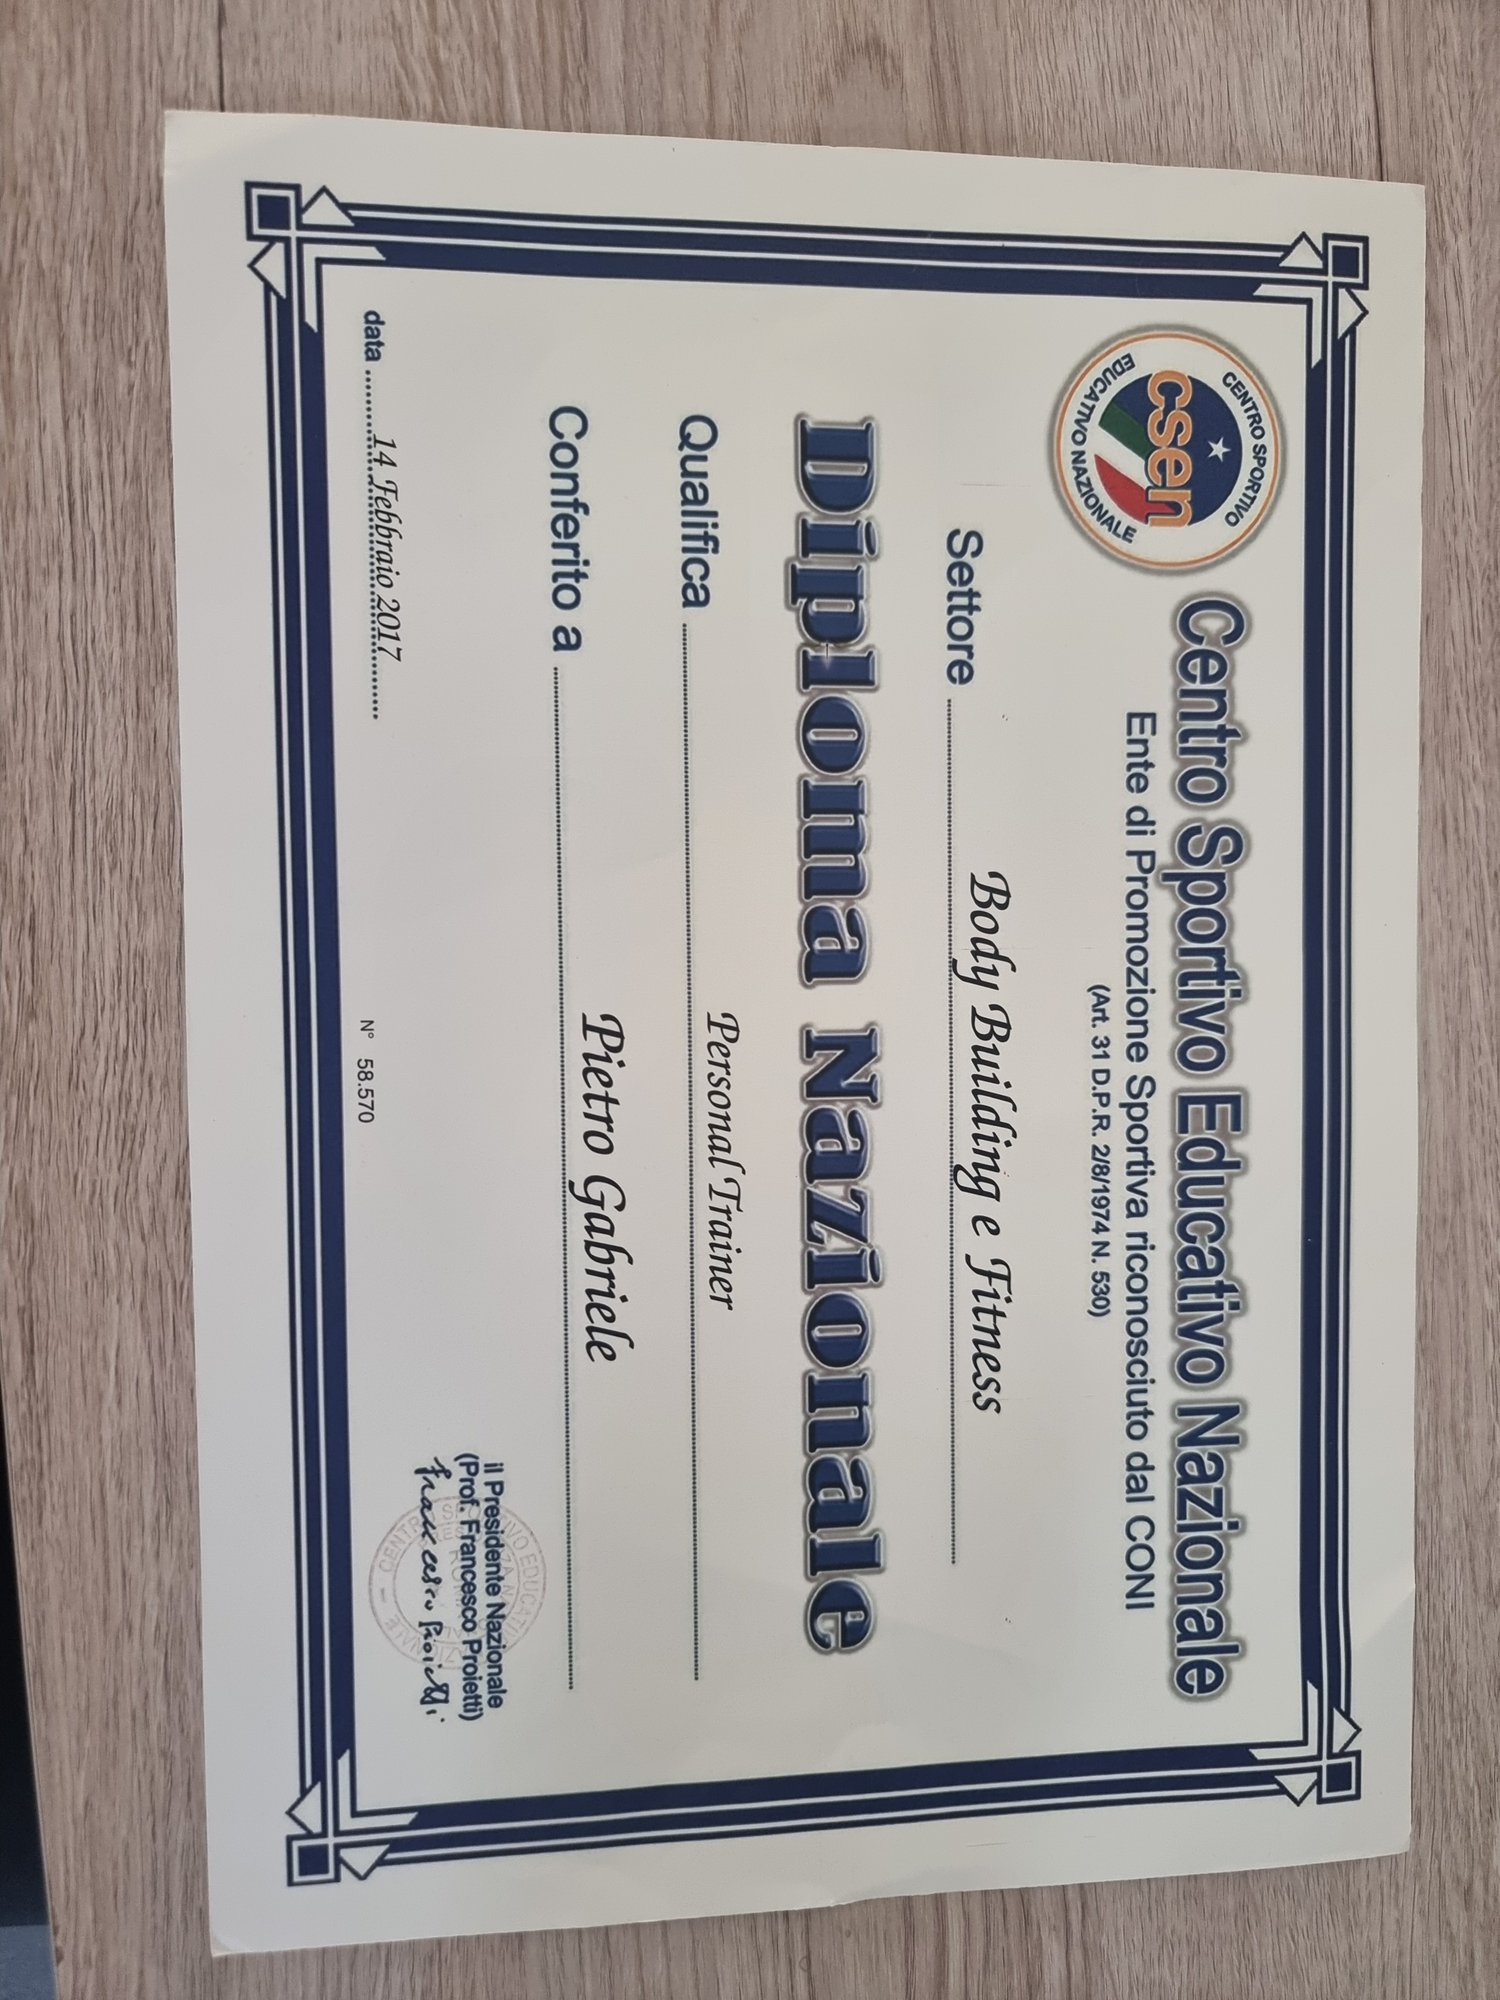 CENTRO SPORTIVO
csen
EDUCATIVO NAZIONALE
Centro Sportivo Educativo Nazionale
Ente di Promozione Sportiva riconosciuto dal CONI
(Art. 31 D.P.R. 2/8/1974 N. 530)
Settore Body Building e Fitness
Diploma Nazionale
Qualifica Personal Trainer
Conferito a Pietro Gabriele
data 14 Febbraio 2017
N° 58.570
il Presidente Nazionale
(Prof. Francesco Proietti)
Francesco Proietti